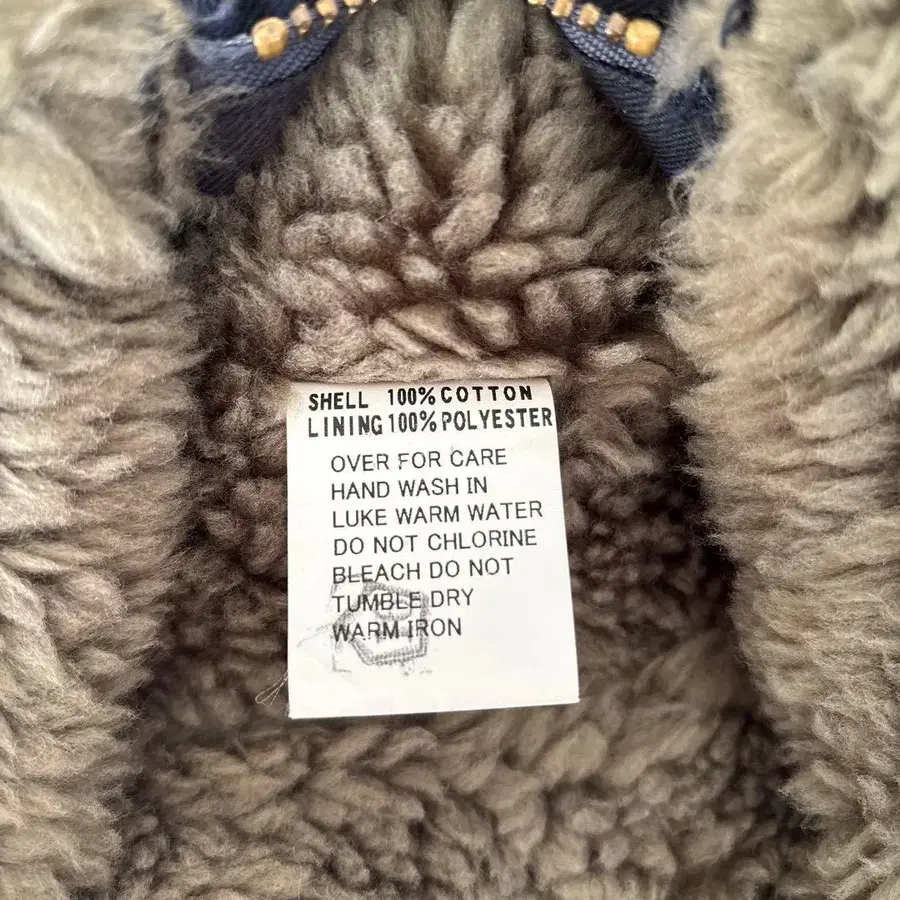 SHELL 100% COTTON
LINING 100% POLYESTER
OVER FOR CARE
HAND WASH IN
LUKE WARM WATER
DO NOT CHLORINE
BLEACH DO NOT
TUMBLE DRY
WARM IRON